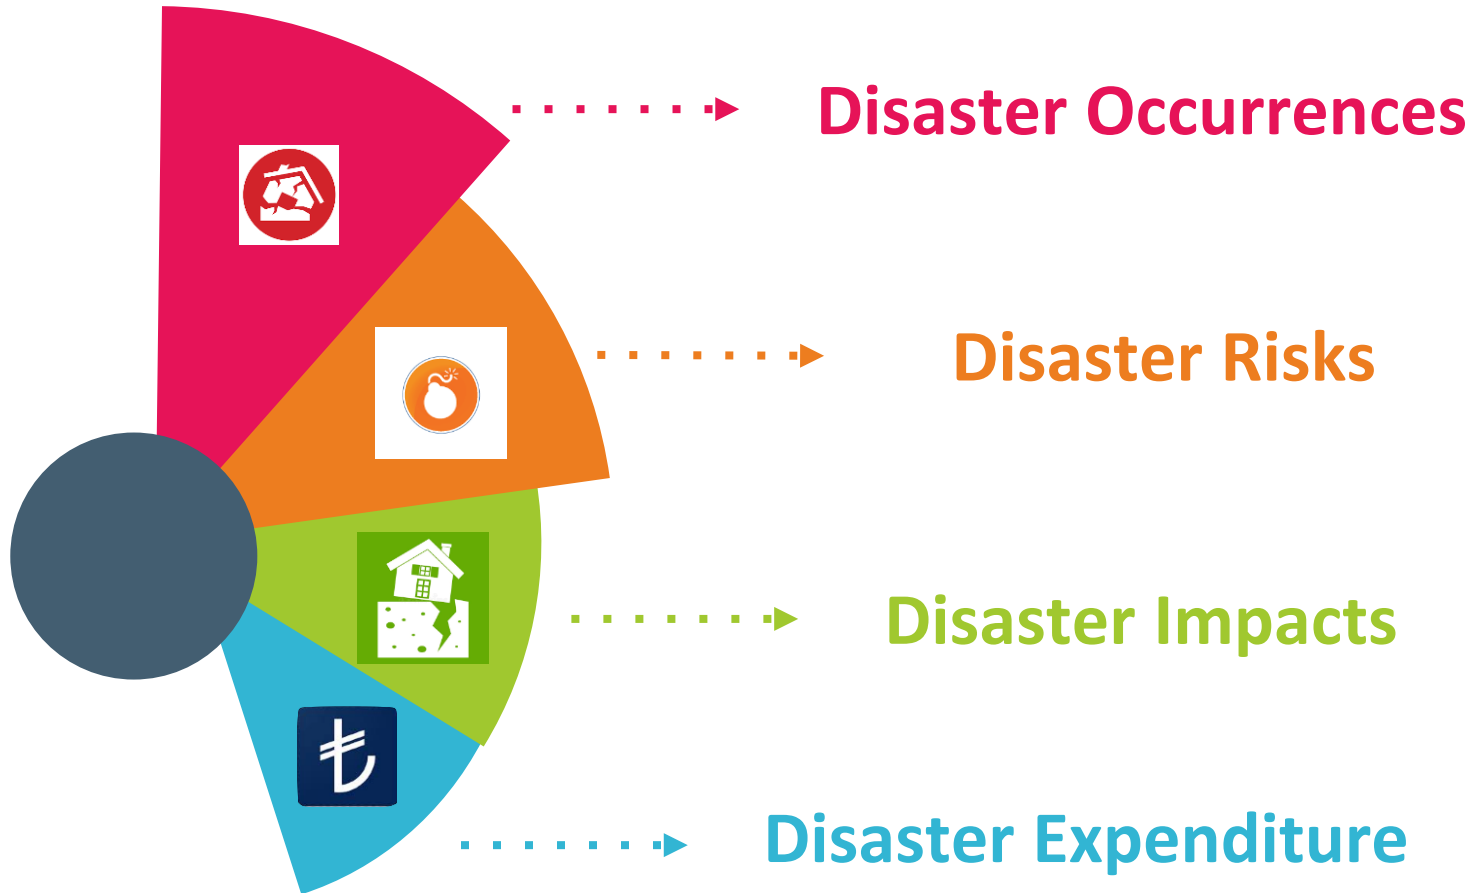 Disaster Occurrences
Disaster Risks
Disaster Impacts
₺
Disaster Expenditure